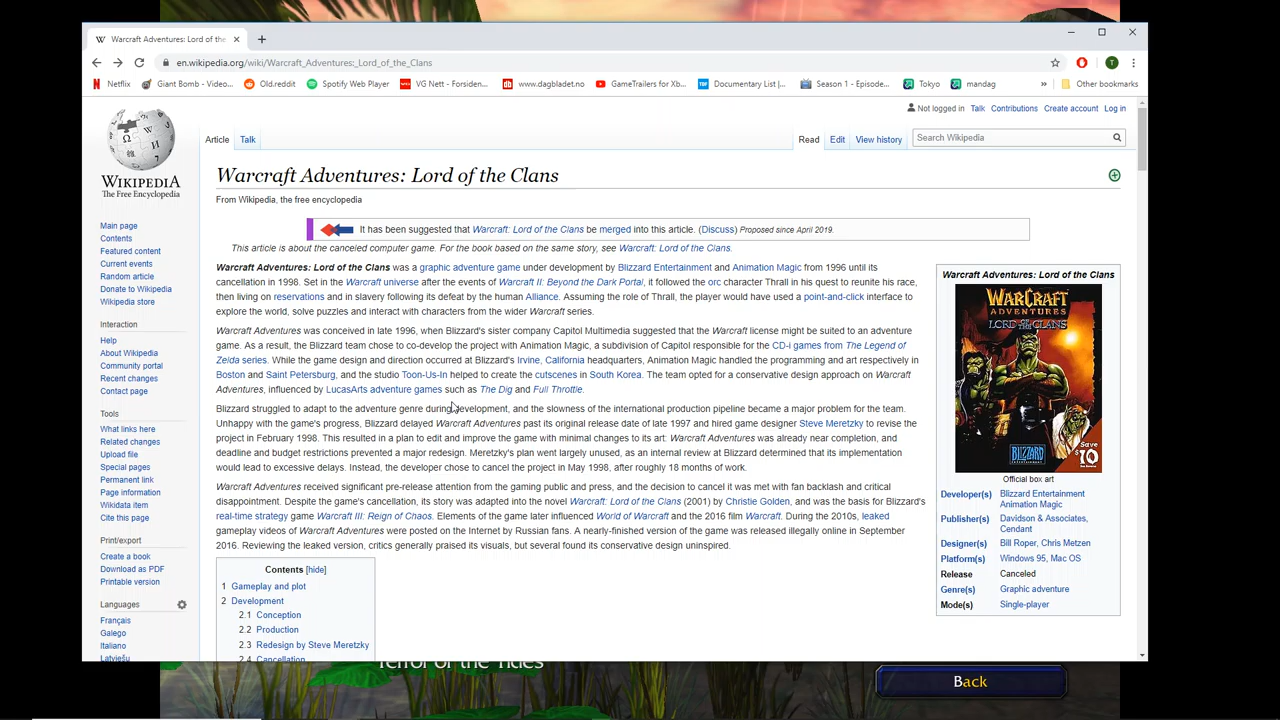 Warcraft Adventures: Lord of the
en.wikipedia.org/wiki/Warcraft_Adventures:_Lord_of_the_Clans
Netflix Giant Bomb - Video... Old.reddit Spotify Web Player VG Nett - Forsiden... www.dagbladet.no GameTrailers for Xb... Documentary List |... Season 1 - Episode... Tokyo mandag » Other bookmarks
Not logged in Talk Contributions Create account Log in
Article Talk Read Edit View history Search Wikipedia
WIKIPEDIA
The Free Encyclopedia
Main page
Contents
Featured content
Current events
Random article
Donate to Wikipedia
Wikipedia store
Interaction
Help
About Wikipedia
Community portal
Recent changes
Contact page
Tools
What links here
Related changes
Upload file
Special pages
Permanent link
Page information
Wikidata item
Cite this page
Print/export
Create a book
Download as PDF
Printable version
Languages
Français
Galego
Italiano
Latviešu
Warcraft Adventures: Lord of the Clans
From Wikipedia, the free encyclopedia
It has been suggested that Warcraft: Lord of the Clans be merged into this article. (Discuss) Proposed since April 2019.
This article is about the canceled computer game. For the book based on the same story, see Warcraft: Lord of the Clans.
Warcraft Adventures: Lord of the Clans was a graphic adventure game under development by Blizzard Entertainment and Animation Magic from 1996 until its
cancellation in 1998. Set in the Warcraft universe after the events of Warcraft II: Beyond the Dark Portal, it followed the orc character Thrall in his quest to reunite his race,
then living on reservations and in slavery following its defeat by the human Alliance. Assuming the role of Thrall, the player would have used a point-and-click interface to
explore the world, solve puzzles and interact with characters from the wider Warcraft series.
Warcraft Adventures was conceived in late 1996, when Blizzard's sister company Capitol Multimedia suggested that the Warcraft license might be suited to an adventure
game. As a result, the Blizzard team chose to co-develop the project with Animation Magic, a subdivision of Capitol responsible for the CD-i games from The Legend of
Zelda series. While the game design and direction occurred at Blizzard's Irvine, California headquarters, Animation Magic handled the programming and art respectively in
Boston and Saint Petersburg, and the studio Toon-Us-In helped to create the cutscenes in South Korea. The team opted for a conservative design approach on Warcraft
Adventures, influenced by LucasArts adventure games such as The Dig and Full Throttle.
Blizzard struggled to adapt to the adventure genre during development, and the slowness of the international production pipeline became a major problem for the team.
Unhappy with the game's progress, Blizzard delayed Warcraft Adventures past its original release date of late 1997 and hired game designer Steve Meretzky to revise the
project in February 1998. This resulted in a plan to edit and improve the game with minimal changes to its art: Warcraft Adventures was already near completion, and
deadline and budget restrictions prevented a major redesign. Meretzky's plan went largely unused, as an internal review at Blizzard determined that its implementation
would lead to excessive delays. Instead, the developer chose to cancel the project in May 1998, after roughly 18 months of work.
Warcraft Adventures received significant pre-release attention from the gaming public and press, and the decision to cancel it was met with fan backlash and critical
disappointment. Despite the game's cancellation, its story was adapted into the novel Warcraft: Lord of the Clans (2001) by Christie Golden, and was the basis for Blizzard's
real-time strategy game Warcraft III: Reign of Chaos. Elements of the game later influenced World of Warcraft and the 2016 film Warcraft. During the 2010s, leaked
gameplay videos of Warcraft Adventures were posted on the Internet by Russian fans. A nearly-finished version of the game was released illegally online in September
2016. Reviewing the leaked version, critics generally praised its visuals, but several found its conservative design uninspired.
Contents [hide]
1 Gameplay and plot
2 Development
2.1 Conception
2.2 Production
2.3 Redesign by Steve Meretzky
2.4 Cancellation
Warcraft Adventures: Lord of the Clans
WARCRAFT
ADVENTURES
LORD OF THE CLANS
BLIZZARD
Save
$10
Official box art
Developer(s) Blizzard Entertainment
Animation Magic
Publisher(s) Davidson & Associates,
Cendant
Designer(s) Bill Roper, Chris Metzen
Platform(s) Windows 95, Mac OS
Release Canceled
Genre(s) Graphic adventure
Mode(s) Single-player
Terror of the Tides
Back